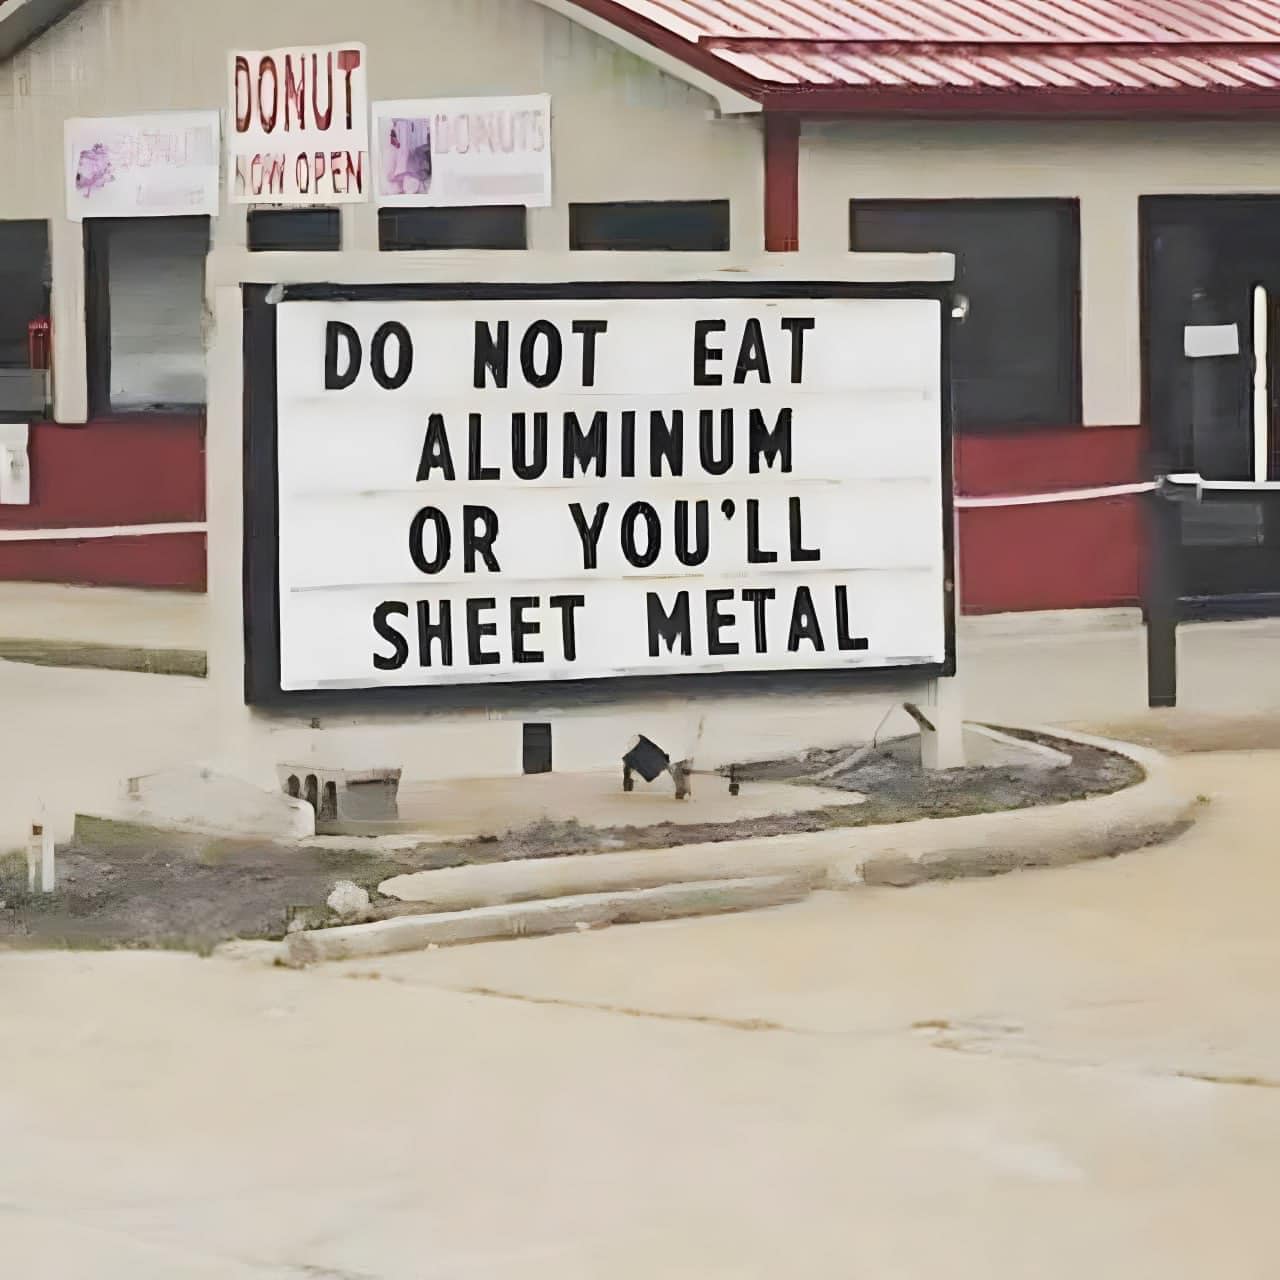 DONUT
NOW OPEN
DONUTS
DO NOT EAT
ALUMINUM
OR YOU'LL
SHEET METAL